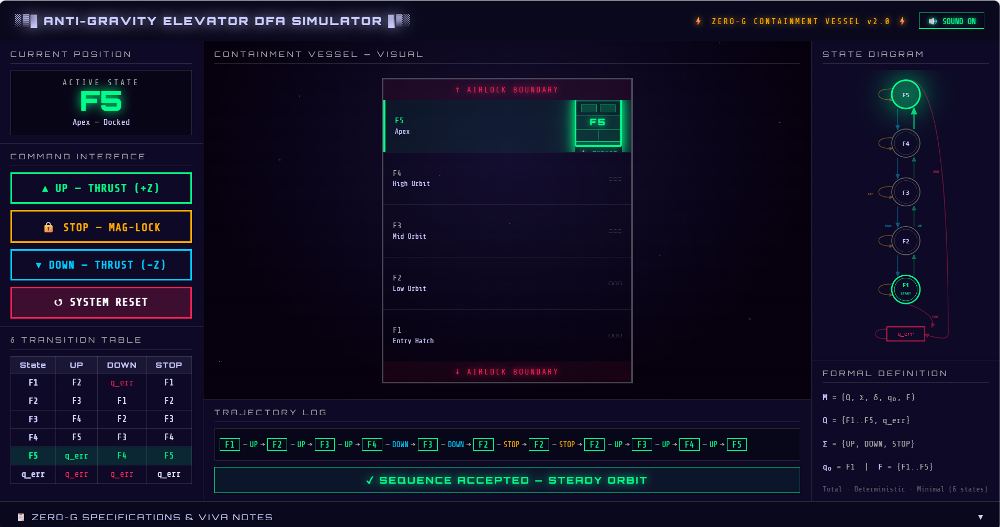 ANTI-GRAVITY ELEVATOR DFA SIMULATOR
⚡ ZERO-G CONTAINMENT VESSEL v2.0 ⚡
🔊 SOUND ON
CURRENT POSITION
ACTIVE STATE
F5
Apex — Docked
COMMAND INTERFACE
▲ UP — THRUST (+Z)
🔒 STOP — MAG-LOCK
▼ DOWN — THRUST (−Z)
↺ SYSTEM RESET
δ TRANSITION TABLE
State UP DOWN STOP
F1 F2 q_err F1
F2 F3 F1 F2
F3 F4 F2 F3
F4 F5 F3 F4
F5 q_err F4 F5
q_err q_err q_err q_err
CONTAINMENT VESSEL — VISUAL
↑ AIRLOCK BOUNDARY
F5
Apex
F5
F4
High Orbit
F3
Mid Orbit
F2
Low Orbit
F1
Entry Hatch
↓ AIRLOCK BOUNDARY
TRAJECTORY LOG
F1 — UP → F2 — UP → F3 — UP → F4 — DOWN → F3 — DOWN → F2 — STOP → F2 — STOP → F2 — UP → F3 — UP → F4 — UP → F5
✓ SEQUENCE ACCEPTED — STEADY ORBIT
STATE DIAGRAM
F5
F4
ERR
F3
STP
DWN UP
F2
F1
START
ERR
q_err
FORMAL DEFINITION
M = (Q, Σ, δ, q₀, F)
Q = {F1..F5, q_err}
Σ = {UP, DOWN, STOP}
q₀ = F1 | F = {F1..F5}
Total · Deterministic · Minimal (6 states)
📋 ZERO-G SPECIFICATIONS & VIVA NOTES ▼